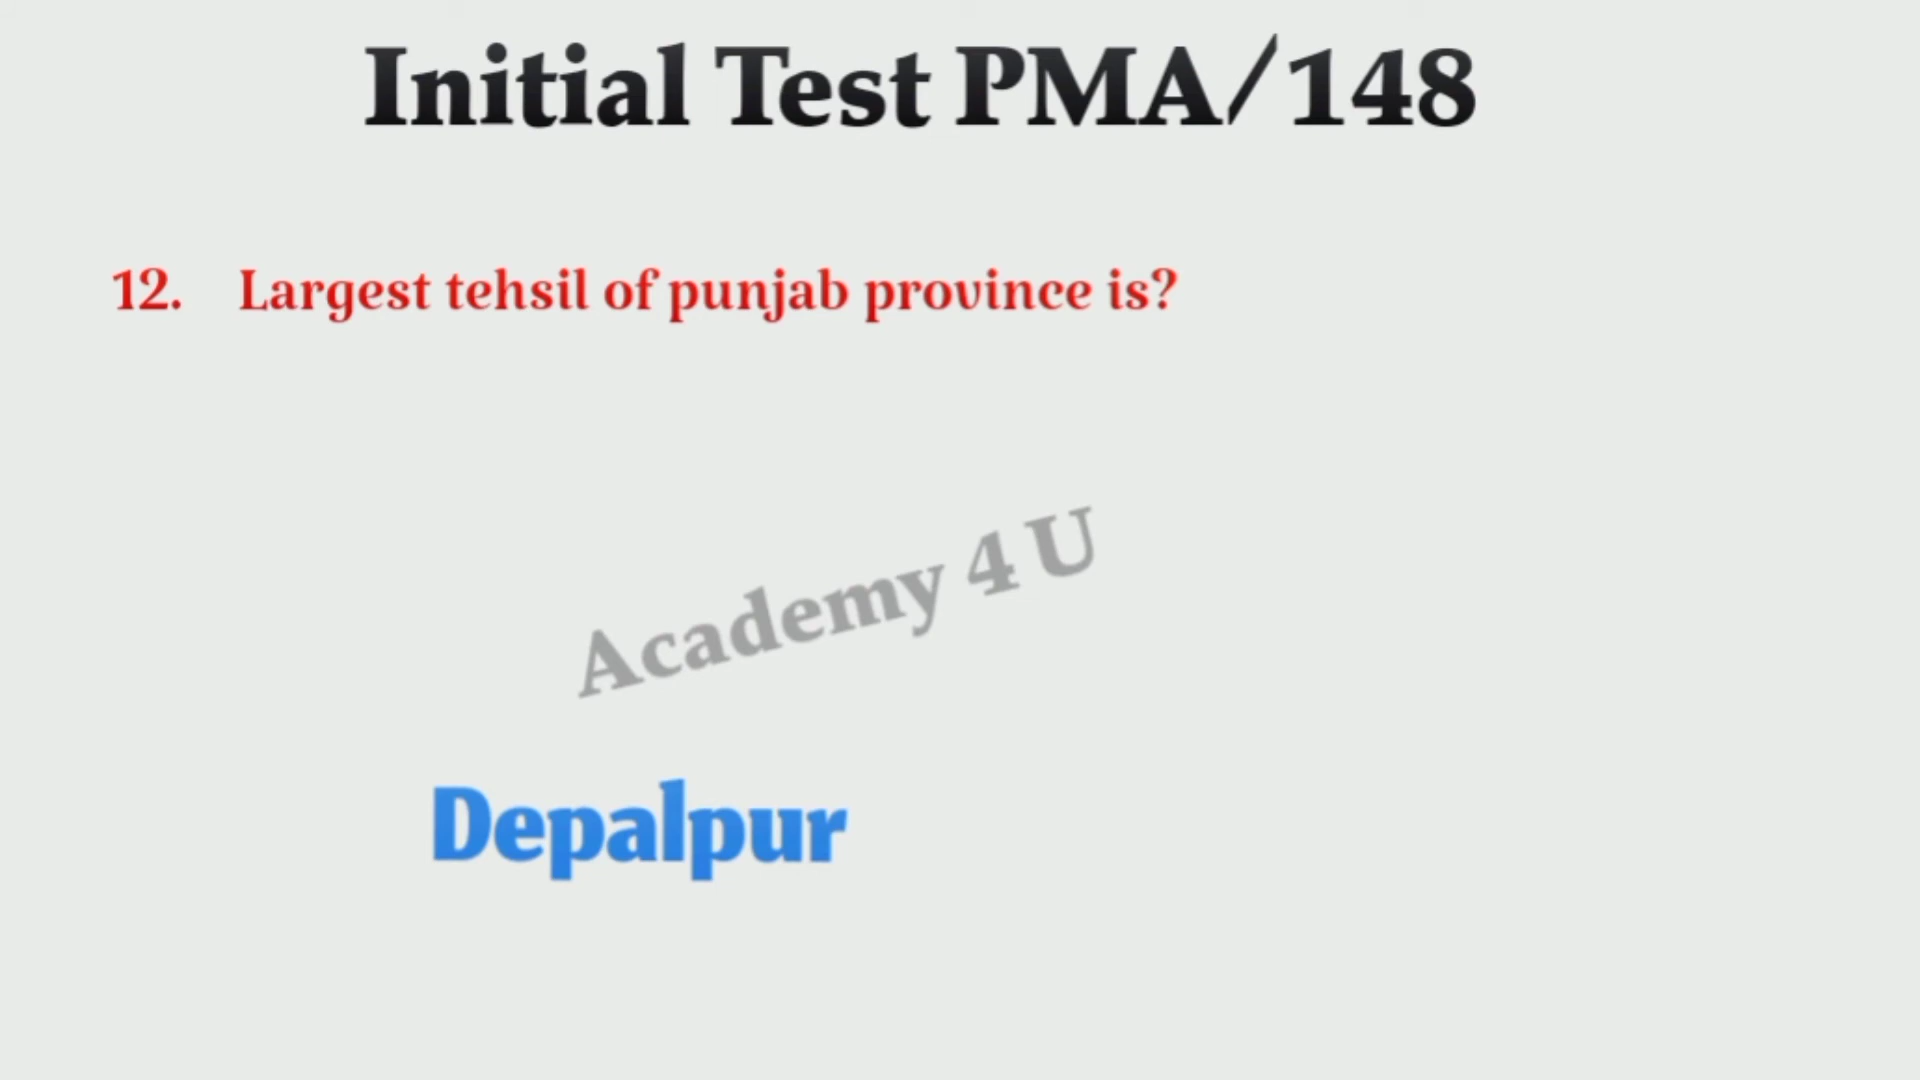 Initial Test PMA/148
12. Largest tehsil of punjab province is?
Academy 4 U
Depalpur